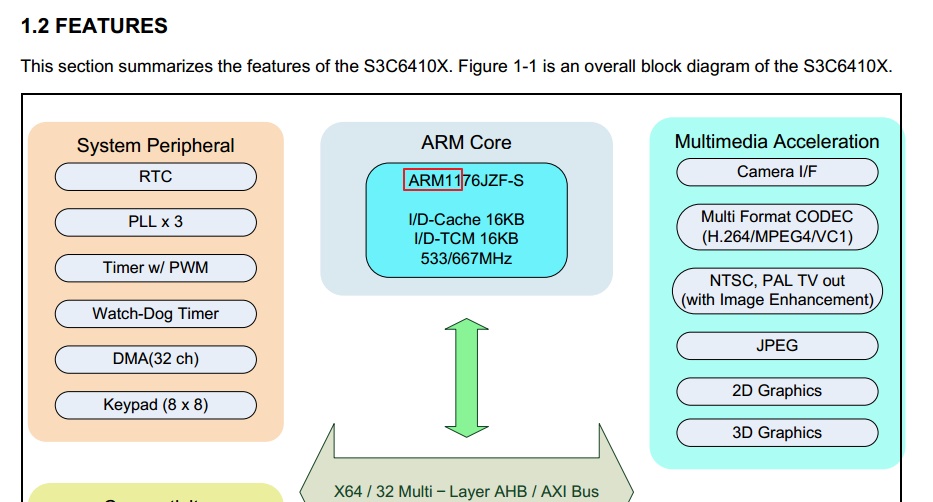 1.2 FEATURES
This section summarizes the features of the S3C6410X. Figure 1-1 is an overall block diagram of the S3C6410X.
System Peripheral
RTC
PLL x 3
Timer w/ PWM
Watch-Dog Timer
DMA(32 ch)
Keypad (8 x 8)
ARM Core
ARM1176JZF-S
I/D-Cache 16KB
I/D-TCM 16KB
533/667MHz
Multimedia Acceleration
Camera I/F
Multi Format CODEC
(H.264/MPEG4/VC1)
NTSC, PAL TV out
(with Image Enhancement)
JPEG
2D Graphics
3D Graphics
X64 / 32 Multi – Layer AHB / AXI Bus